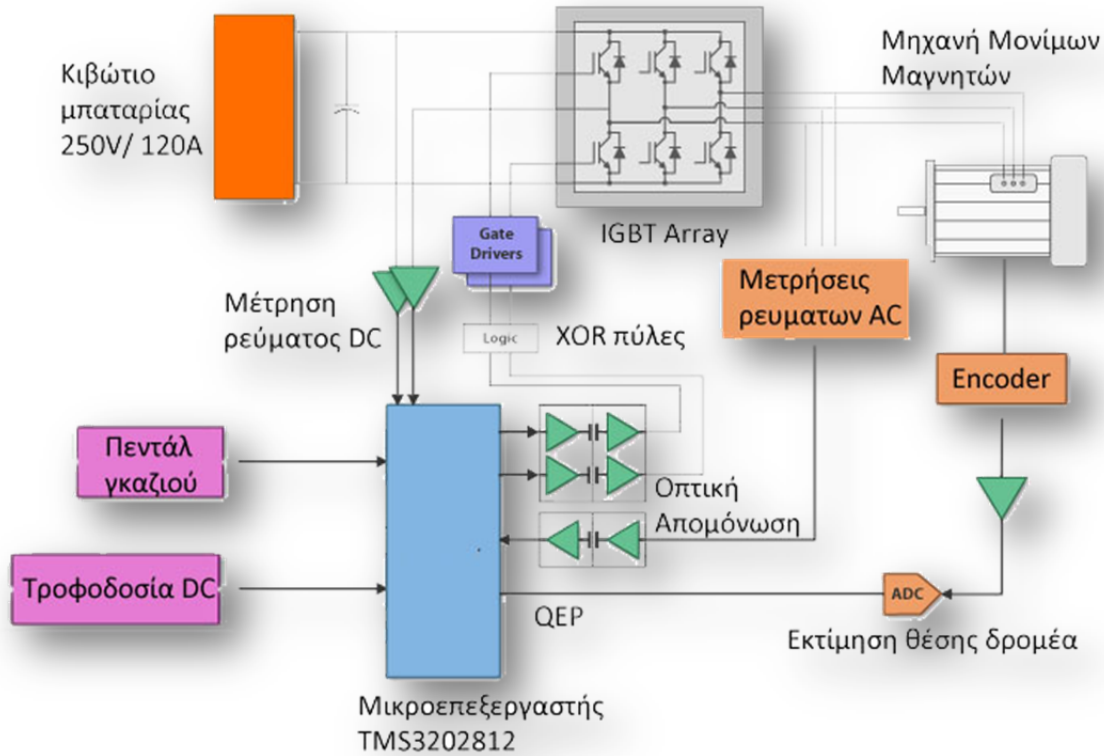 Κιβώτιο
μπαταρίας
250V/ 120A
Μηχανή Μονίμων
Μαγνητών
IGBT Array
Gate
Drivers
Μέτρηση
ρεύματος DC
Logic
XOR πύλες
Μετρήσεις
ρευματων AC
Encoder
Πεντάλ
γκαζιού
Οπτική
Απομόνωση
Τροφοδοσία DC
QEP
ADC
Εκτίμηση θέσης δρομέα
Μικροεπεξεργαστής
TMS3202812